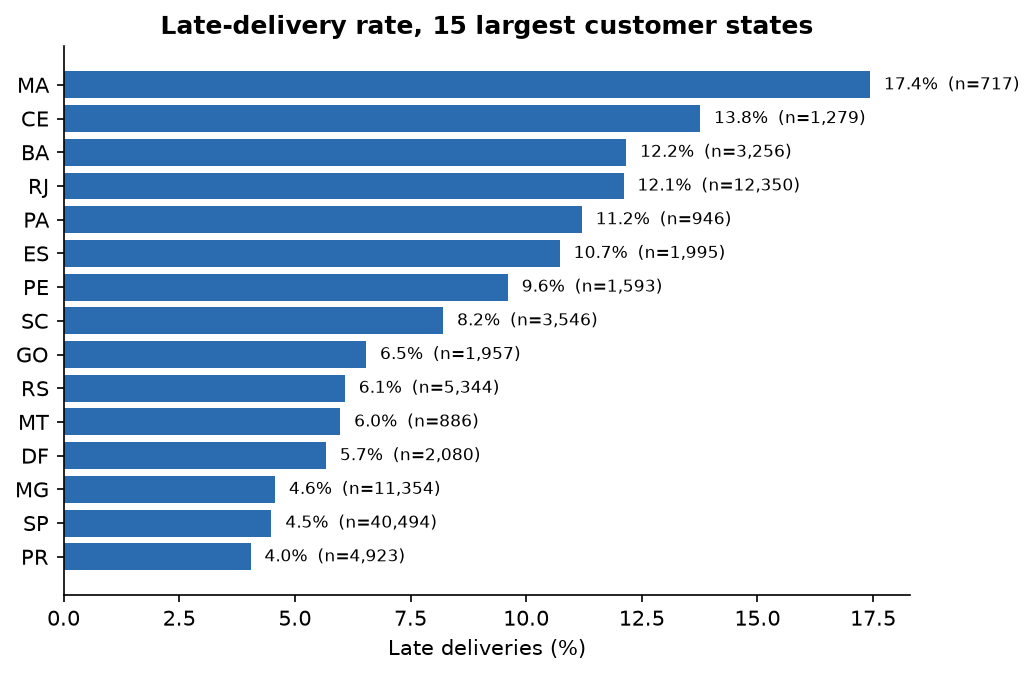 Late-delivery rate, 15 largest customer states
MA 17.4% (n=717)
CE 13.8% (n=1,279)
BA 12.2% (n=3,256)
RJ 12.1% (n=12,350)
PA 11.2% (n=946)
ES 10.7% (n=1,995)
PE 9.6% (n=1,593)
SC 8.2% (n=3,546)
GO 6.5% (n=1,957)
RS 6.1% (n=5,344)
MT 6.0% (n=886)
DF 5.7% (n=2,080)
MG 4.6% (n=11,354)
SP 4.5% (n=40,494)
PR 4.0% (n=4,923)
0.0 2.5 5.0 7.5 10.0 12.5 15.0 17.5
Late deliveries (%)